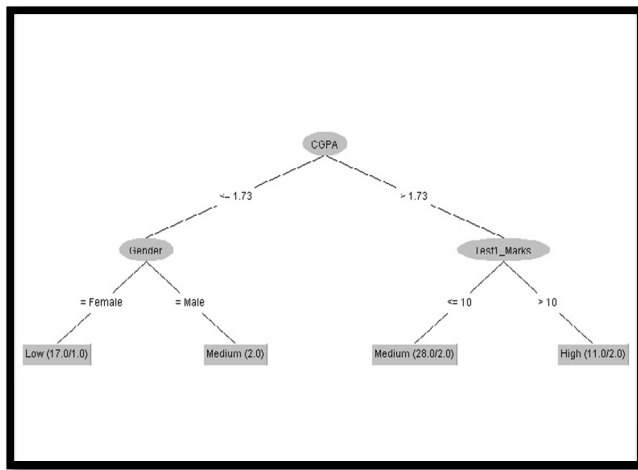 CGPA
<= 1.73
> 1.73
Gender
Test1_Marks
= Female
= Male
<= 10
> 10
Low (17.0/1.0)
Medium (2.0)
Medium (28.0/2.0)
High (11.0/2.0)